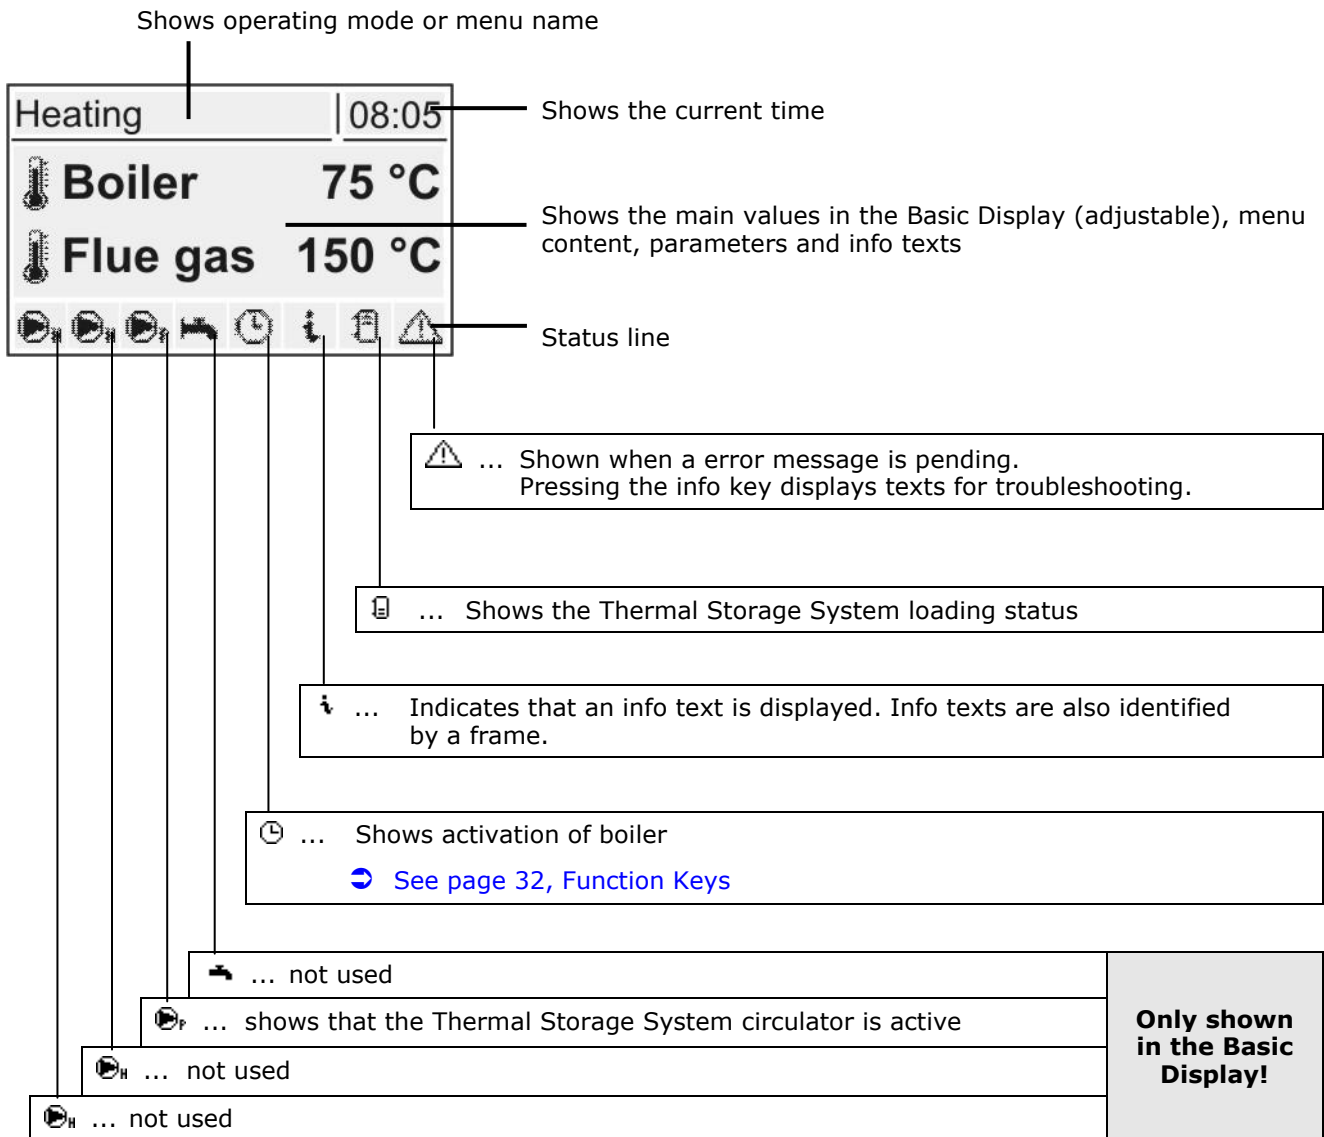 Shows operating mode or menu name
Heating 08:05
Shows the current time
Boiler 75 °C
Flue gas 150 °C
Shows the main values in the Basic Display (adjustable), menu
content, parameters and info texts
Status line
... Shown when a error message is pending.
Pressing the info key displays texts for troubleshooting.
... Shows the Thermal Storage System loading status
i ... Indicates that an info text is displayed. Info texts are also identified
by a frame.
... Shows activation of boiler
See page 32, Function Keys
... not used
P ... shows that the Thermal Storage System circulator is active
H ... not used
H ... not used
Only shown
in the Basic
Display!